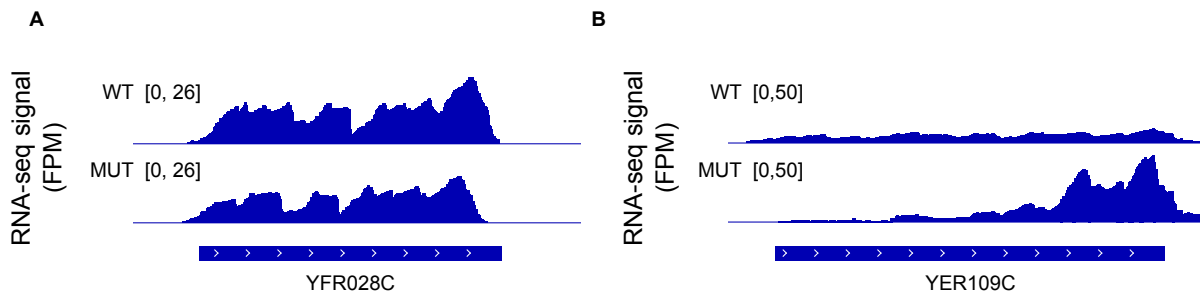 A
RNA-seq signal
(FPM)
WT [0, 26]
MUT [0, 26]
YFR028C
B
RNA-seq signal
(FPM)
WT [0,50]
MUT [0,50]
YER109C